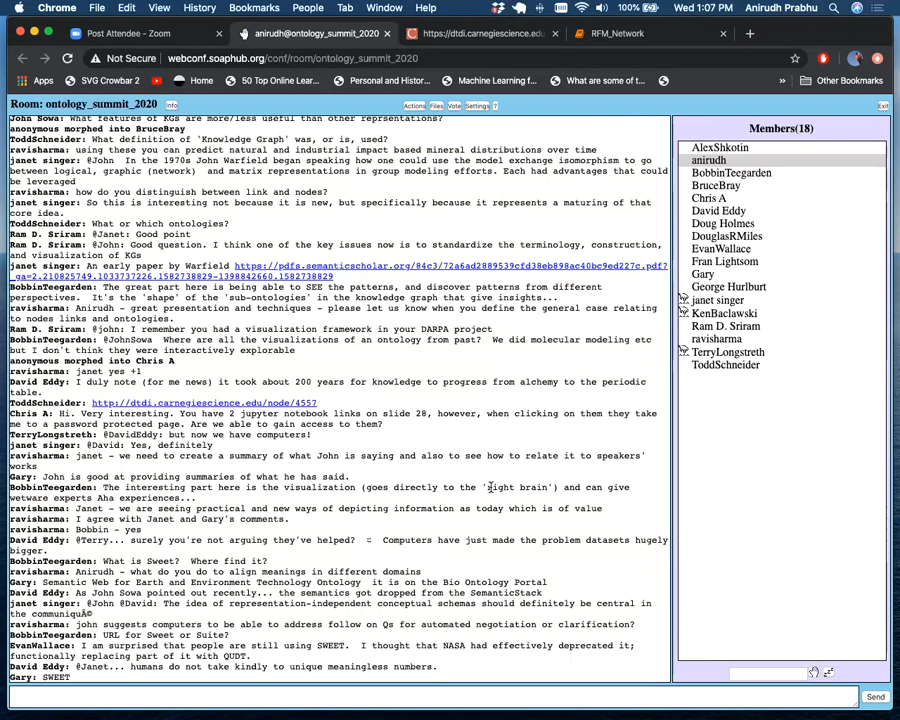 Chrome File Edit View History Bookmarks People Tab Window Help 100% Wed 1:07 PM Anirudh Prabhu
Post Attendee - Zoom
anirudh@ontology_summit_2020
https://dtdi.carnegiescience.edu
RFM_Network
Not Secure webconf.soaphub.org/conf/room/ontology_summit_2020
Apps SVG Crowbar 2 Home 50 Top Online Lear... Personal and Histor... Machine Learning f... What are some of t... Other Bookmarks
Room: ontology_summit_2020 Info Actions Files Vote Settings ? Exit
John Sowa: What features of KGs are more/less useful than other reprsentations?
anonymous morphed into BruceBray
ToddSchneider: What definition of 'Knowledge Graph' was, or is, used?
ravisharma: using these you can predict natural and industrial impact based mineral distributions over time
janet singer: @John In the 1970s John Warfield began speaking how one could use the model exchange isomorphism to go
between logical, graphic (network) and matrix representations in group modeling efforts. Each had advantages that could
be leveraged
ravisharma: how do you distinguish between link and nodes?
janet singer: So this is interesting not because it is new, but specifically because it represents a maturing of that
core idea.
ToddSchneider: What or which ontologies?
Ram D. Sriram: @Janet: Good point
Ram D. Sriram: @John: Good question. I think one of the key issues now is to standardize the terminology, construction,
and visualization of KGs
janet singer: An early paper by Warfield https://pdfs.semanticscholar.org/84c3/72a6ad2889539cfd38eb898ac40bc9ed227c.pdf?
_ga=2.210825749.1033737226.1582738829-1398842660.1582738829
BobbinTeegarden: The great part here is being able to SEE the patterns, and discover patterns from different
perspectives. It's the 'shape' of the 'sub-ontologies' in the knowledge graph that give insights...
ravisharma: Anirudh - great presentation and techniques - please let us know when you define the general case relating
to nodes links and ontologies.
Ram D. Sriram: @john: I remember you had a visualization framework in your DARPA project
BobbinTeegarden: @JohnSowa Where are all the visualizations of an ontology from past? We did molecular modeling etc
but I don't think they were interactively explorable
anonymous morphed into Chris A
ravisharma: janet yes +1
David Eddy: I duly note (for me news) it took about 200 years for knowledge to progress from alchemy to the periodic
table.
ToddSchneider: http://dtdi.carnegiescience.edu/node/4557
Chris A: Hi. Very interesting. You have 2 jupyter notebook links on slide 28, however, when clicking on them they take
me to a password protected page. Are we able to gain access to them?
TerryLongstreth: @DavidEddy: but now we have computers!
janet singer: @David: Yes, definitely
ravisharma: janet - we need to create a summary of what John is saying and also to see how to relate it to speakers'
works
Gary: John is good at providing summaries of what he has said.
BobbinTeegarden: The interesting part here is the visualization (goes directly to the 'right brain') and can give
wetware experts Aha experiences...
ravisharma: Janet - we are seeing practical and new ways of depicting information as today which is of value
ravisharma: I agree with Janet and Gary's comments.
ravisharma: Bobbin - yes
David Eddy: @Terry... surely you're not arguing they've helped? Computers have just made the problem datasets hugely
bigger.
BobbinTeegarden: What is Sweet? Where find it?
ravisharma: Anirudh - what do you do to align meanings in different domains
Gary: Semantic Web for Earth and Environment Technology Ontology it is on the Bio Ontology Portal
David Eddy: As John Sowa pointed out recently... the semantics got dropped from the SemanticStack
janet singer: @John @David: The idea of representation-independent conceptual schemas should definitely be central in
the communiquÃ©
ravisharma: john suggests computers to be able to address follow on Qs for automated negotiation or clarification?
BobbinTeegarden: URL for Sweet or Suite?
EvanWallace: I am surprised that people are still using SWEET. I thought that NASA had effectively deprecated it;
functionally replacing part of it with QUDT.
David Eddy: @Janet... humans do not take kindly to unique meaningless numbers.
Gary: SWEET
Members(18)
AlexShkotin
anirudh
BobbinTeegarden
BruceBray
Chris A
David Eddy
Doug Holmes
DouglasRMiles
EvanWallace
Fran Lightsom
Gary
George Hurlburt
janet singer
KenBaclawski
Ram D. Sriram
ravisharma
TerryLongstreth
ToddSchneider
Send